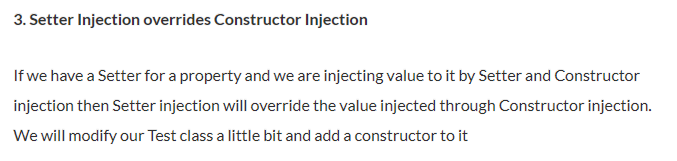 3. Setter Injection overrides Constructor Injection
If we have a Setter for a property and we are injecting value to it by Setter and Constructor
injection then Setter injection will override the value injected through Constructor injection.
We will modify our Test class a little bit and add a constructor to it